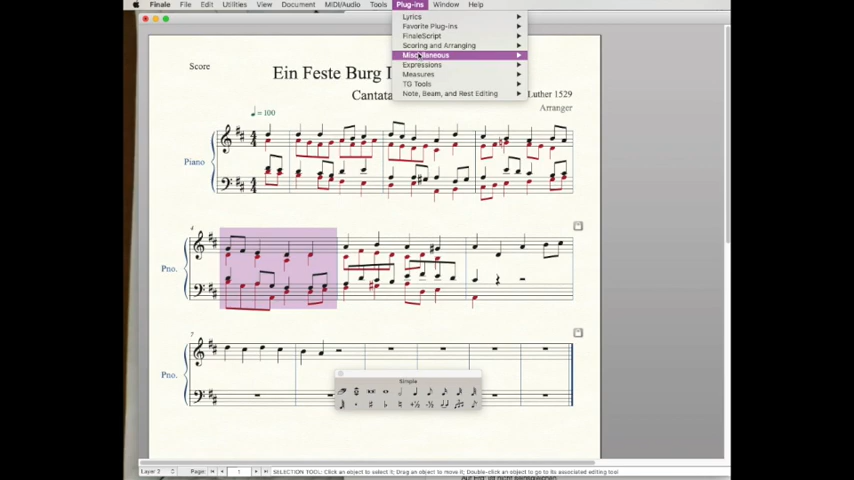 Finale File Edit Utilities View Document MIDI/Audio Tools Plug-ins Window Help
Lyrics
Favorite Plug-ins
FinaleScript
Scoring and Arranging
Miscellaneous
Expressions
Measures
TG Tools
Note, Beam, and Rest Editing
Score
Ein Feste Burg
Cantata
Luther 1529
Arranger
= 100
Piano
4
Pno.
7
Pno.
Simple
Layer 2 Page: 1 SELECTION TOOL: Click an object to select it; Drag an object to move it; Double-click an object to go to its associated editing tool